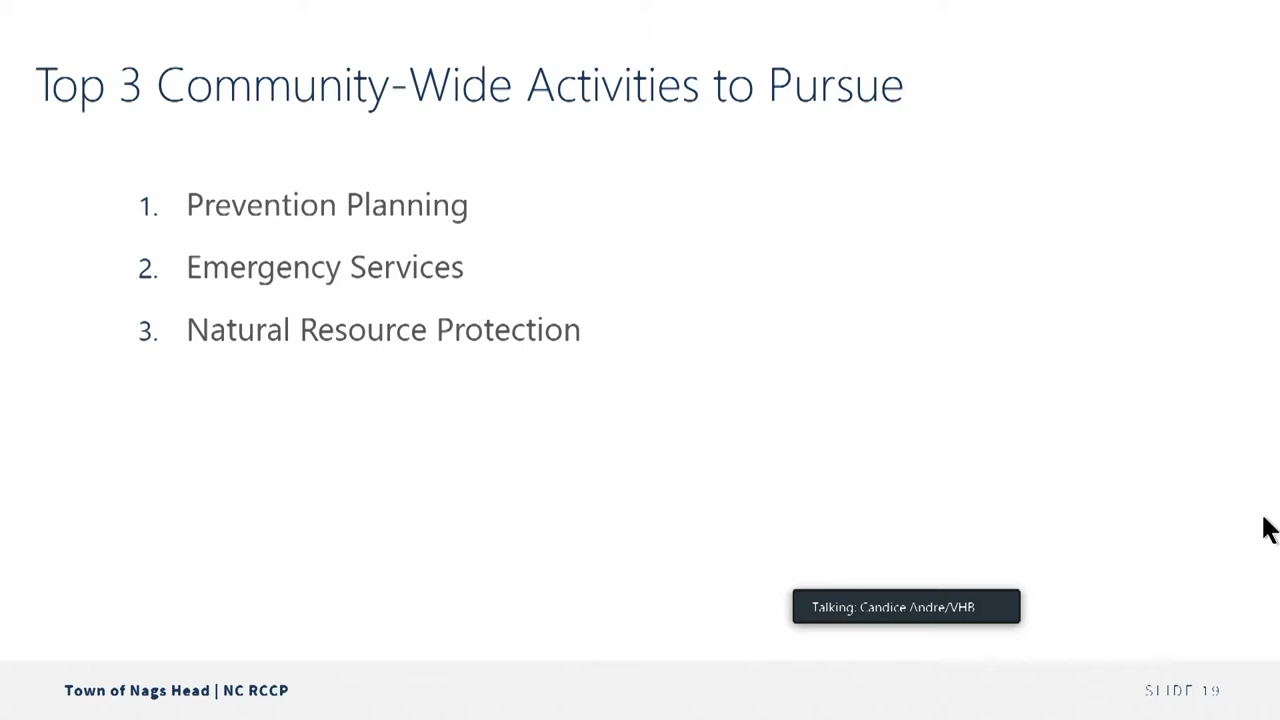 Top 3 Community-Wide Activities to Pursue
1. Prevention Planning
2. Emergency Services
3. Natural Resource Protection
Talking: Candice Andre/VHB
Town of Nags Head | NC RCCP
SLIDE 19